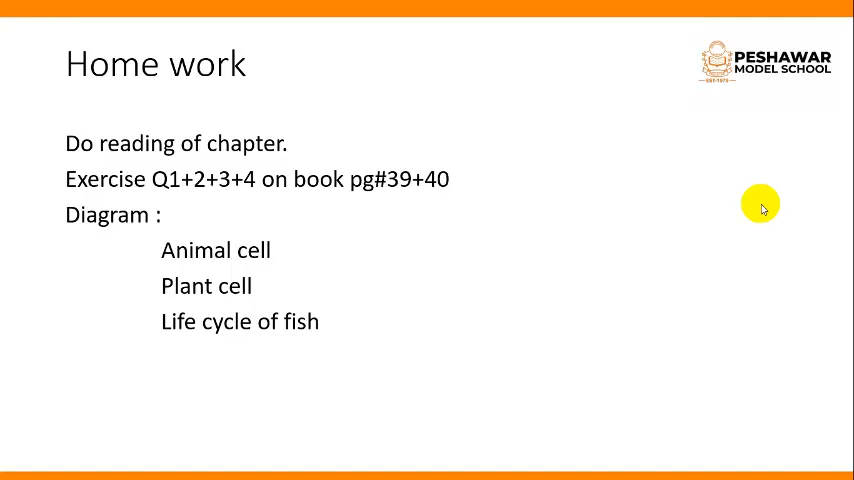 Home work
PESHAWAR
MODEL SCHOOL
Do reading of chapter.
Exercise Q1+2+3+4 on book pg#39+40
Diagram :
Animal cell
Plant cell
Life cycle of fish